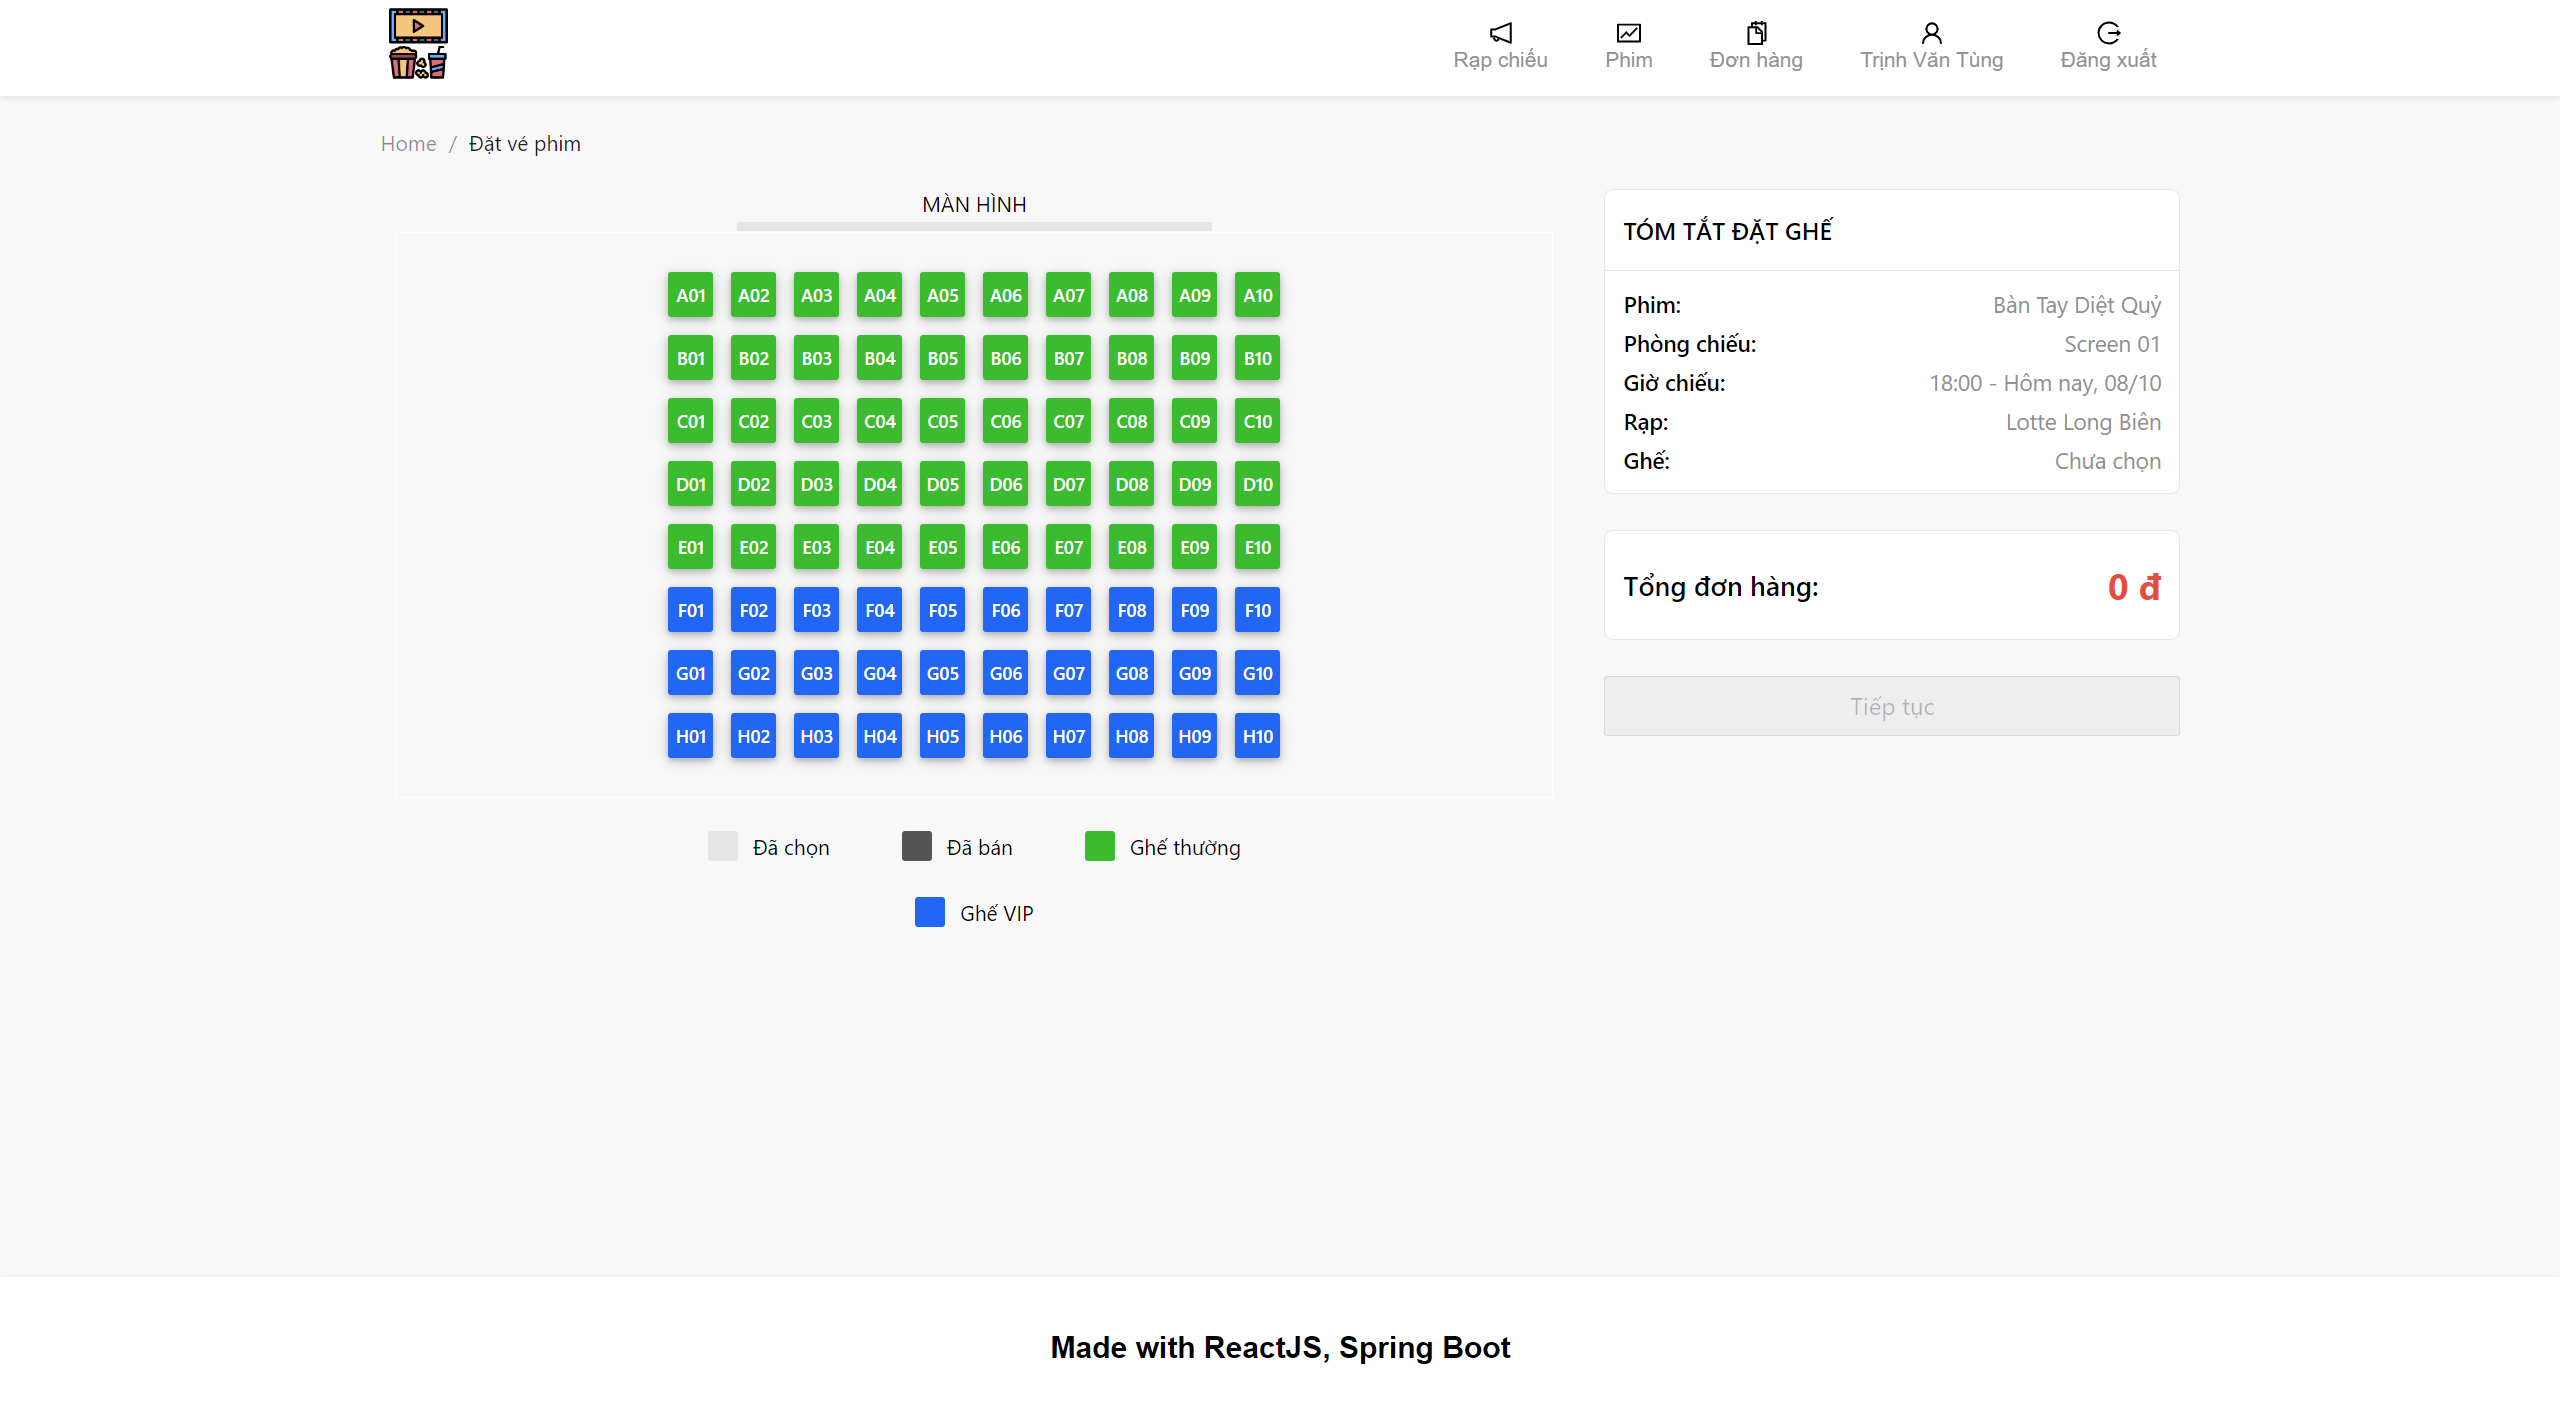 Rạp chiếu Phim Đơn hàng Trịnh Văn Tùng Đăng xuất
Home / Đặt vé phim
MÀN HÌNH
A01 A02 A03 A04 A05 A06 A07 A08 A09 A10
B01 B02 B03 B04 B05 B06 B07 B08 B09 B10
C01 C02 C03 C04 C05 C06 C07 C08 C09 C10
D01 D02 D03 D04 D05 D06 D07 D08 D09 D10
E01 E02 E03 E04 E05 E06 E07 E08 E09 E10
F01 F02 F03 F04 F05 F06 F07 F08 F09 F10
G01 G02 G03 G04 G05 G06 G07 G08 G09 G10
H01 H02 H03 H04 H05 H06 H07 H08 H09 H10
Đã chọn Đã bán Ghế thường
Ghế VIP
TÓM TẮT ĐẶT GHẾ
Phim: Bàn Tay Diệt Quỷ
Phòng chiếu: Screen 01
Giờ chiếu: 18:00 - Hôm nay, 08/10
Rạp: Lotte Long Biên
Ghế: Chưa chọn
Tổng đơn hàng: 0 đ
Tiếp tục
Made with ReactJS, Spring Boot